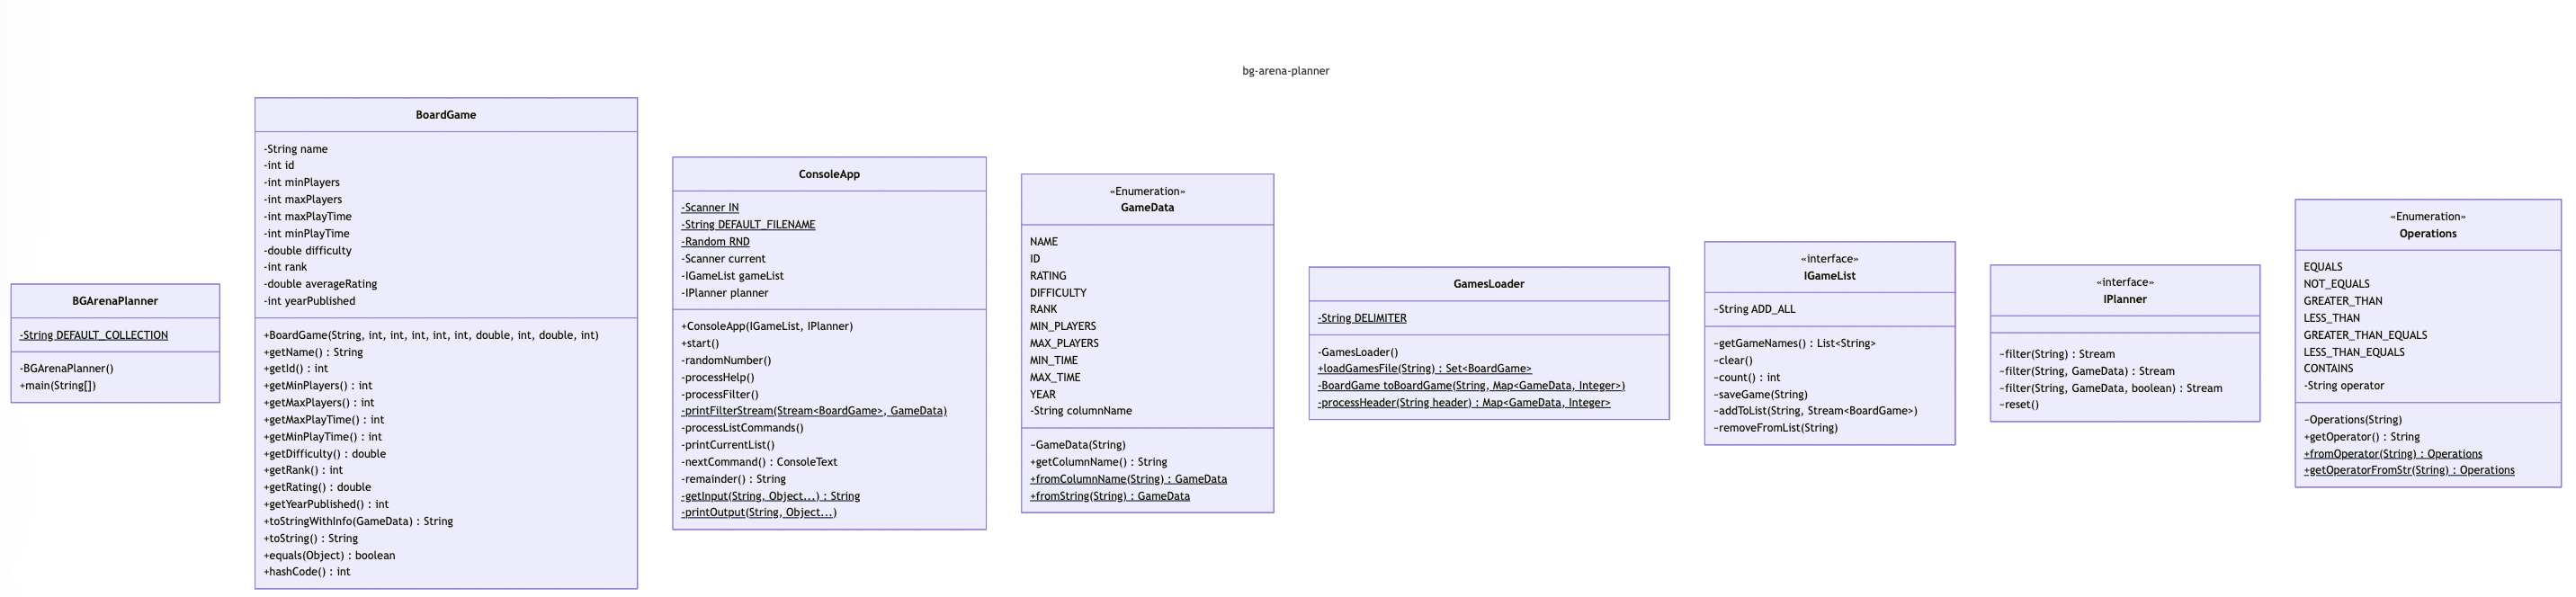 bg-arena-planner
BGArenaPlanner
-String DEFAULT_COLLECTION
-BGArenaPlanner()
+main(String[])
BoardGame
-String name
-int id
-int minPlayers
-int maxPlayers
-int maxPlayTime
-int minPlayTime
-double difficulty
-int rank
-double averageRating
-int yearPublished
+BoardGame(String, int, int, int, int, int, double, int, double, int)
+getName() : String
+getId() : int
+getMinPlayers() : int
+getMaxPlayers() : int
+getMaxPlayTime() : int
+getMinPlayTime() : int
+getDifficulty() : double
+getRank() : int
+getRating() : double
+getYearPublished() : int
+toStringWithInfo(GameData) : String
+toString() : String
+equals(Object) : boolean
+hashCode() : int
ConsoleApp
-Scanner IN
-String DEFAULT_FILENAME
-Random RND
-Scanner current
-IGameList gameList
-IPlanner planner
+ConsoleApp(IGameList, IPlanner)
+start()
-randomNumber()
-processHelp()
-processFilter()
-printFilterStream(Stream<BoardGame>, GameData)
-processListCommands()
-printCurrentList()
-nextCommand() : ConsoleText
-remainder() : String
-getInput(String, Object...) : String
-printOutput(String, Object...)
«Enumeration»
GameData
NAME
ID
RATING
DIFFICULTY
RANK
MIN_PLAYERS
MAX_PLAYERS
MIN_TIME
MAX_TIME
YEAR
-String columnName
~GameData(String)
+getColumnName() : String
+fromColumnName(String) : GameData
+fromString(String) : GameData
GamesLoader
-String DELIMITER
-GamesLoader()
+loadGamesFile(String) : Set<BoardGame>
-BoardGame toBoardGame(String, Map<GameData, Integer>)
-processHeader(String header) : Map<GameData, Integer>
«interface»
IGameList
~String ADD_ALL
~getGameNames() : List<String>
~clear()
~count() : int
~saveGame(String)
~addToList(String, Stream<BoardGame>)
~removeFromList(String)
«interface»
IPlanner
~filter(String) : Stream
~filter(String, GameData) : Stream
~filter(String, GameData, boolean) : Stream
~reset()
«Enumeration»
Operations
EQUALS
NOT_EQUALS
GREATER_THAN
LESS_THAN
GREATER_THAN_EQUALS
LESS_THAN_EQUALS
CONTAINS
-String operator
~Operations(String)
+getOperator() : String
+fromOperator(String) : Operations
+getOperatorFromStr(String) : Operations